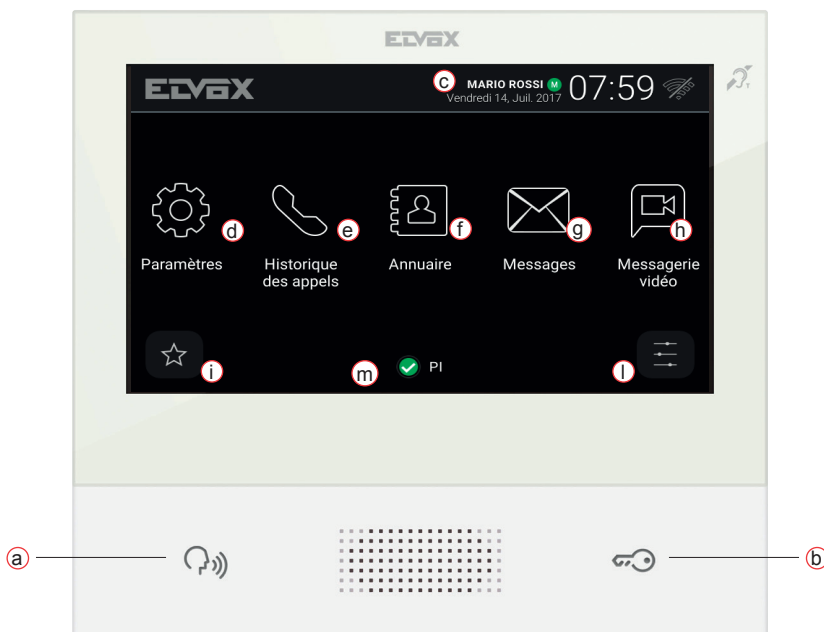 ELVOX
ELVOX
c
MARIO ROSSI M
Vendredi 14, Juil. 2017
07:59
T
d
e
f
g
h
Paramètres
Historique
des appels
Annuaire
Messages
Messagerie
vidéo
i
m
PI
l
a
b